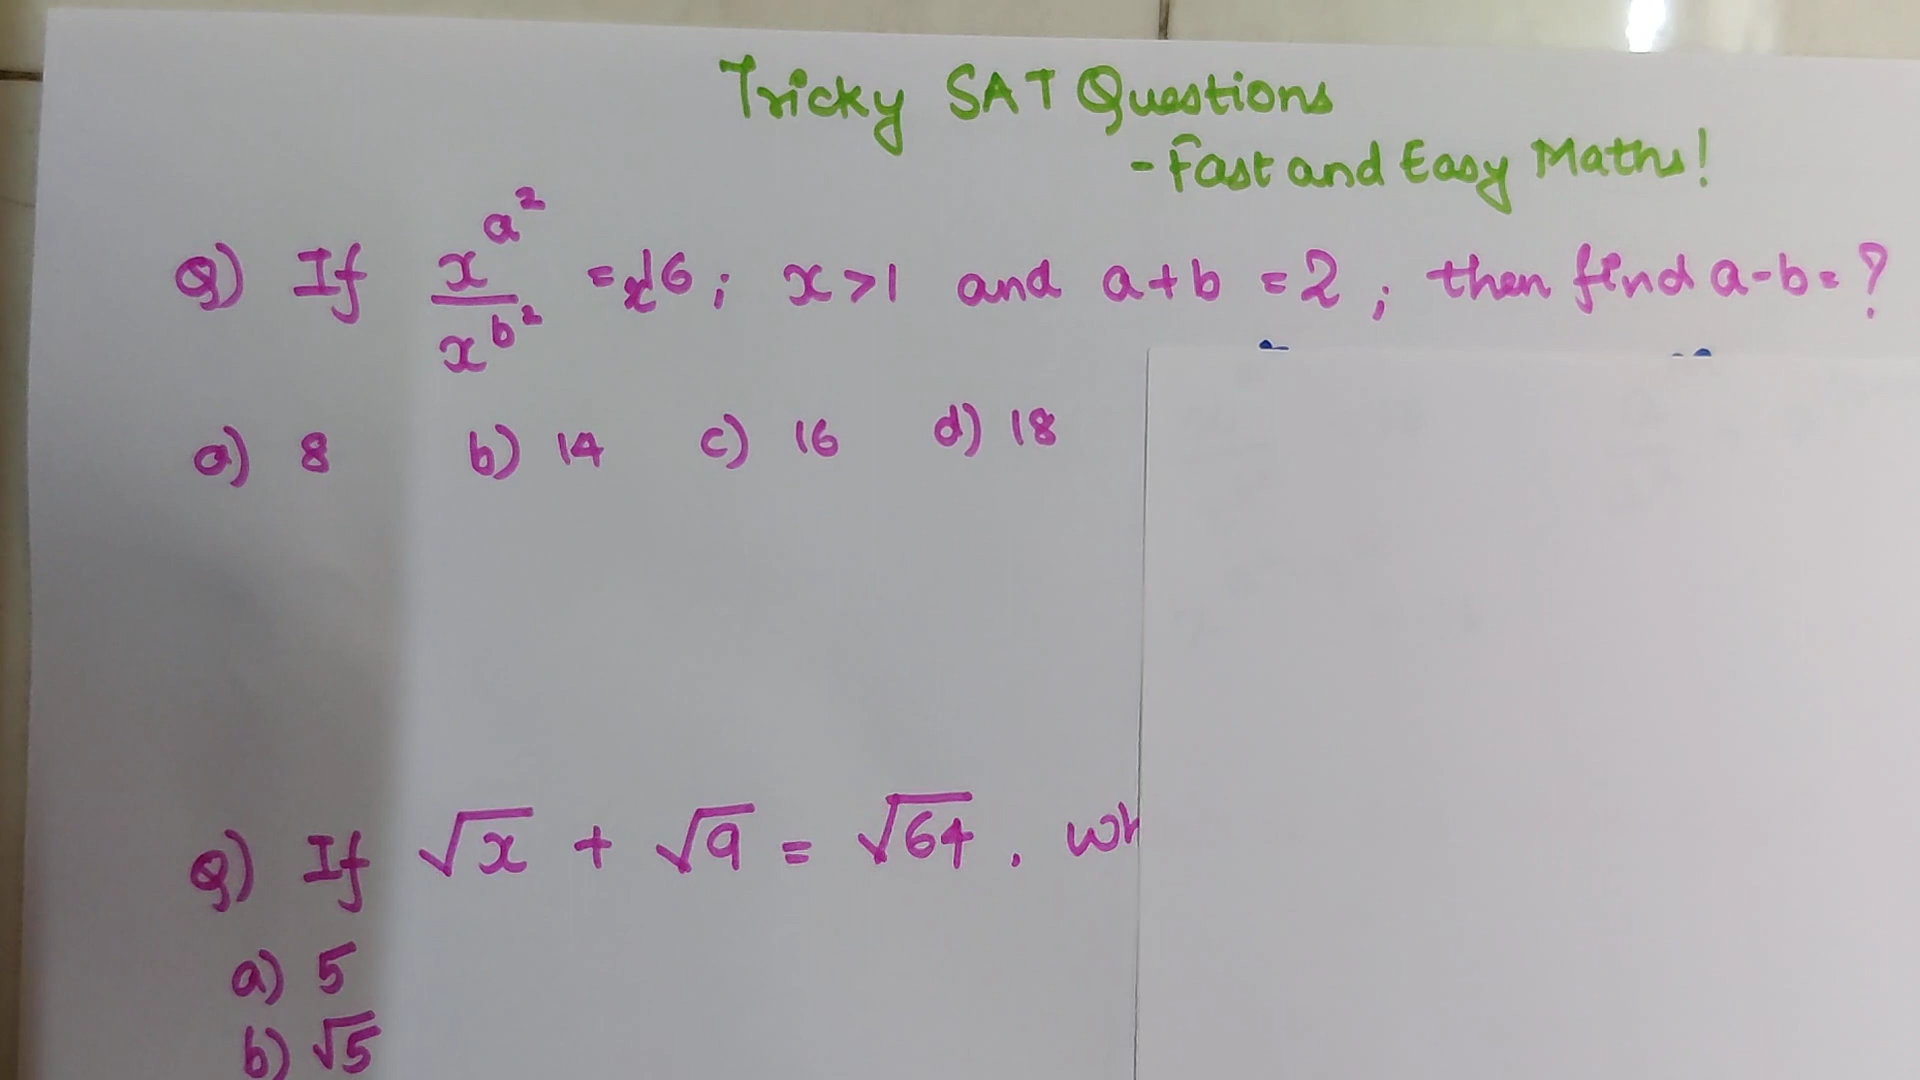 Tricky SAT Questions
- Fast and Easy Maths!
Q) If x^a² / x^b² = x^16 ; x>1 and a+b = 2 ; then find a-b = ?
a) 8 b) 14 c) 16 d) 18
Q) If √x + √9 = √64 . Wh
a) 5
b) √5